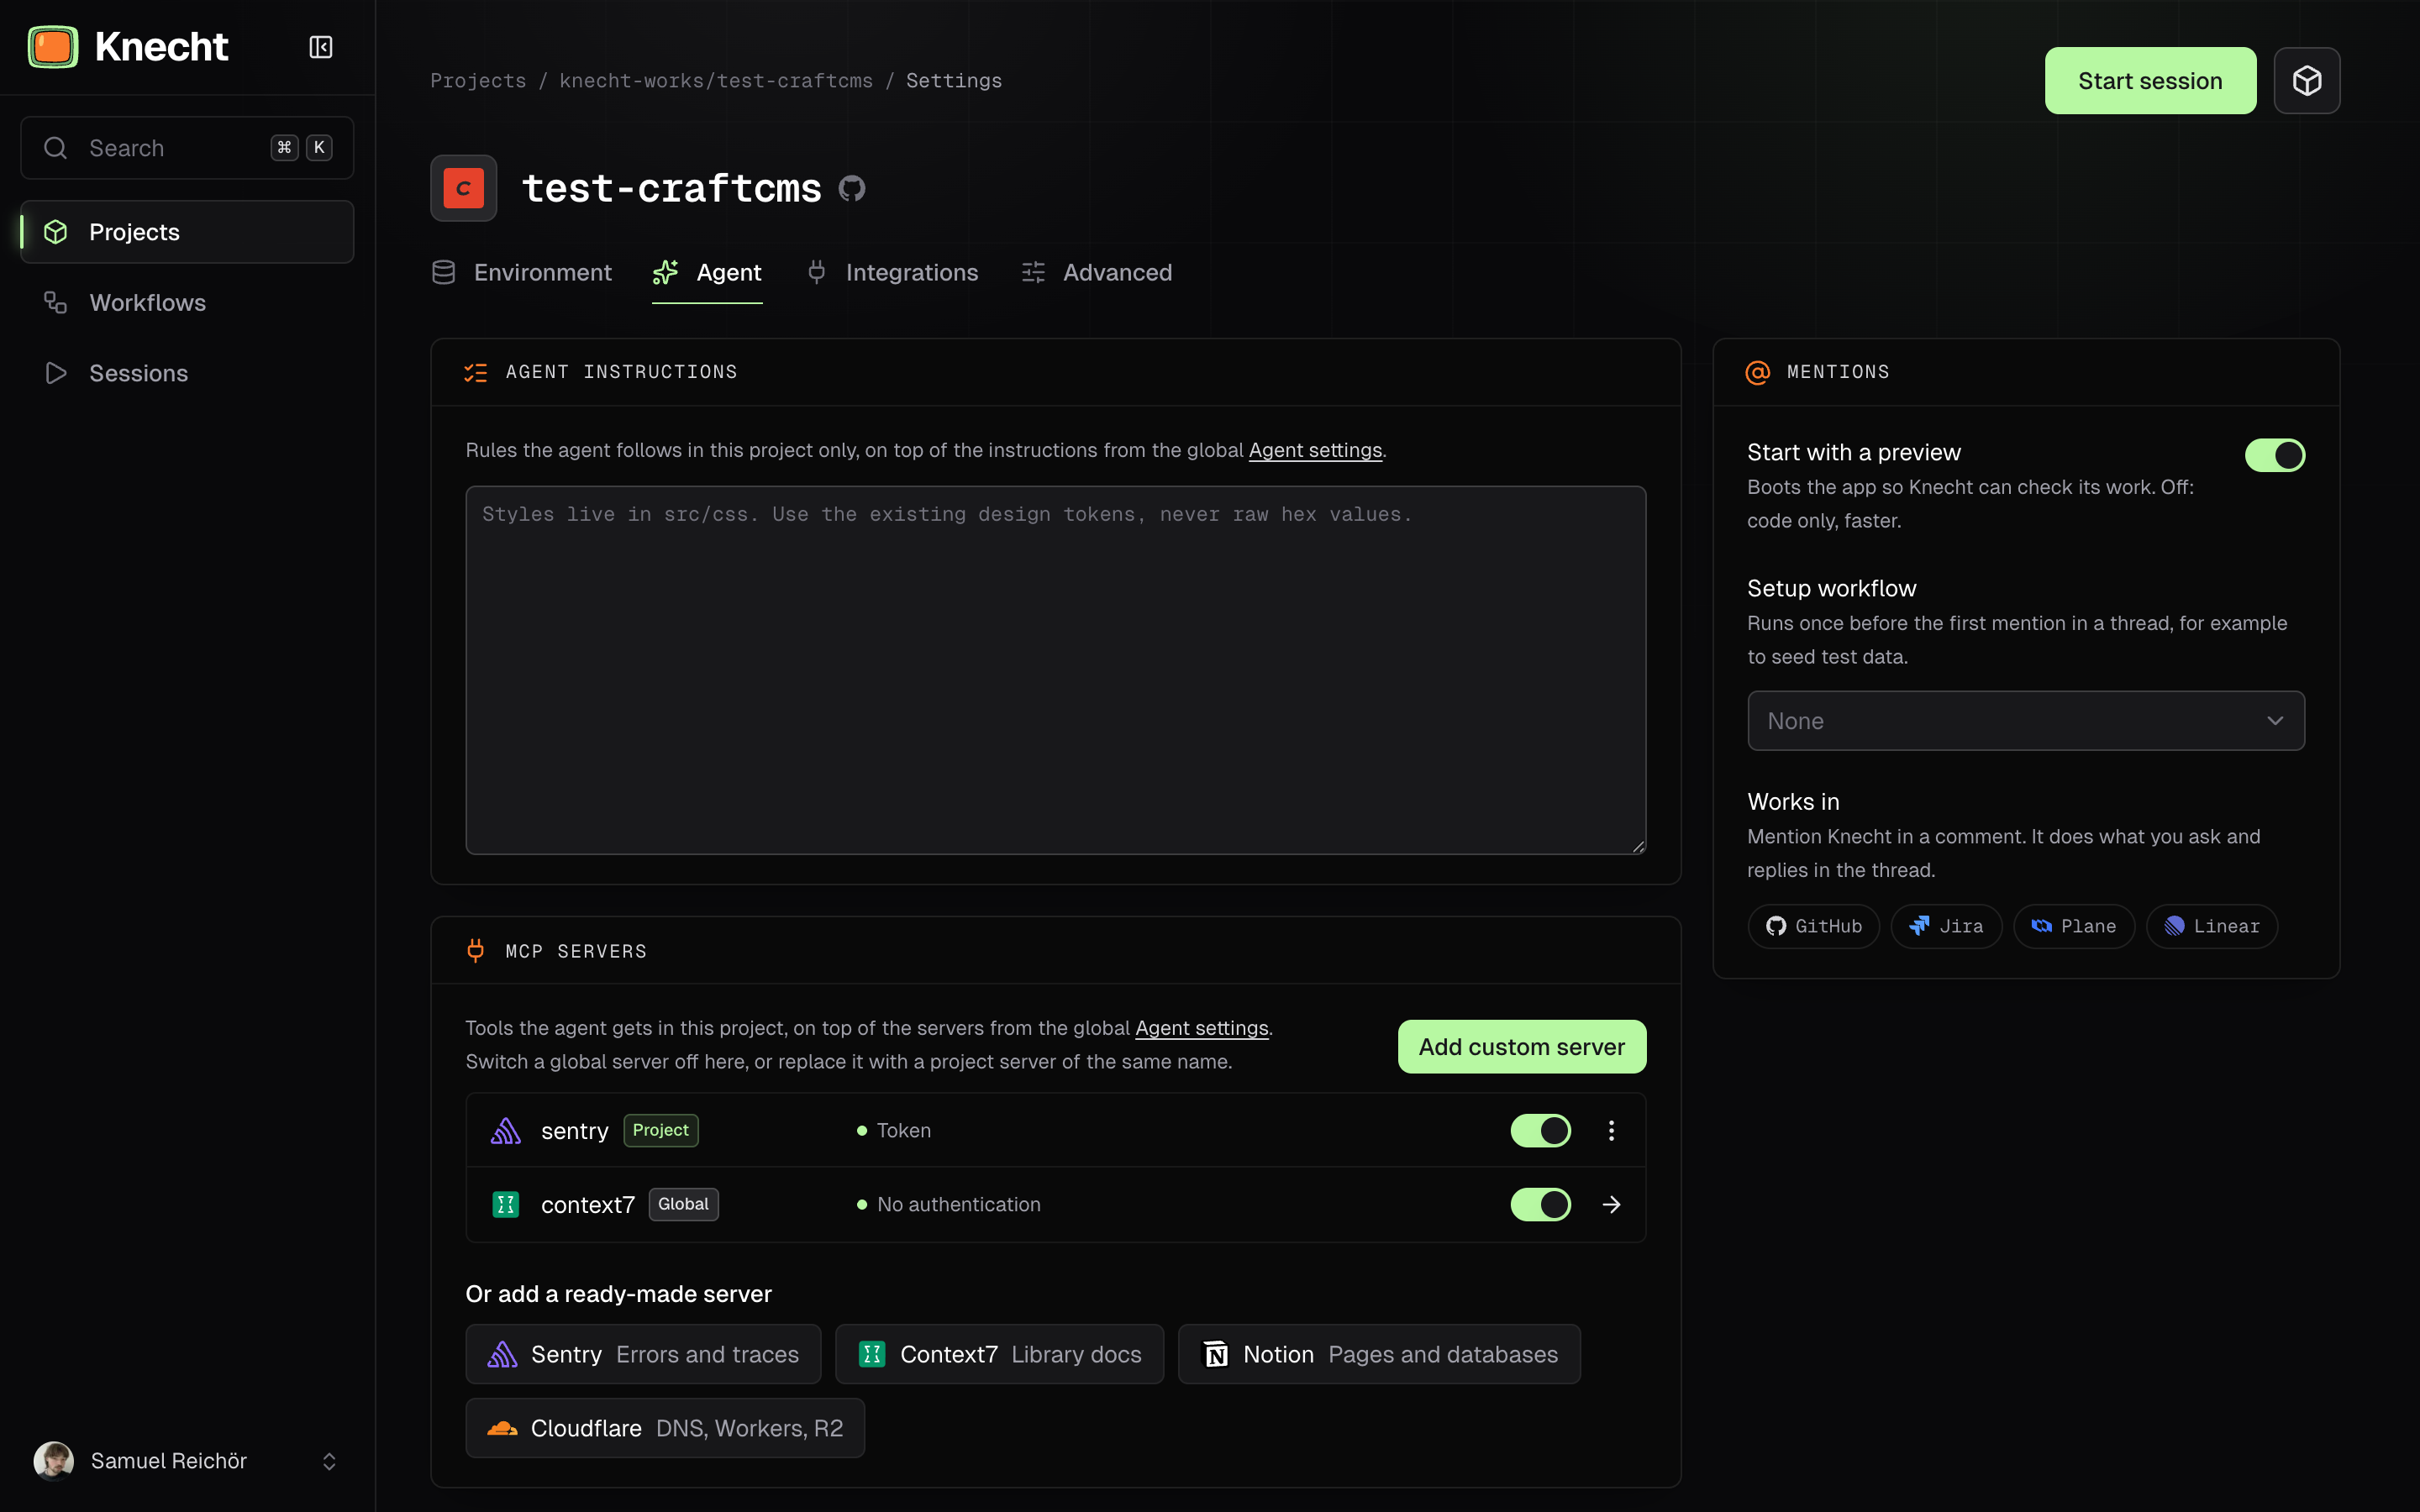 Knecht
Search ⌘ K
Projects
Workflows
Sessions
Samuel Reichör
Projects / knecht-works/test-craftcms / Settings
Start session
C
test-craftcms
Environment Agent Integrations Advanced
AGENT INSTRUCTIONS
Rules the agent follows in this project only, on top of the instructions from the global Agent settings.
Styles live in src/css. Use the existing design tokens, never raw hex values.
MCP SERVERS
Tools the agent gets in this project, on top of the servers from the global Agent settings.
Switch a global server off here, or replace it with a project server of the same name.
Add custom server
sentry Project Token
context7 Global No authentication
Or add a ready-made server
Sentry Errors and traces
Context7 Library docs
Notion Pages and databases
Cloudflare DNS, Workers, R2
MENTIONS
Start with a preview
Boots the app so Knecht can check its work. Off:
code only, faster.
Setup workflow
Runs once before the first mention in a thread, for example
to seed test data.
None
Works in
Mention Knecht in a comment. It does what you ask and
replies in the thread.
GitHub Jira Plane Linear